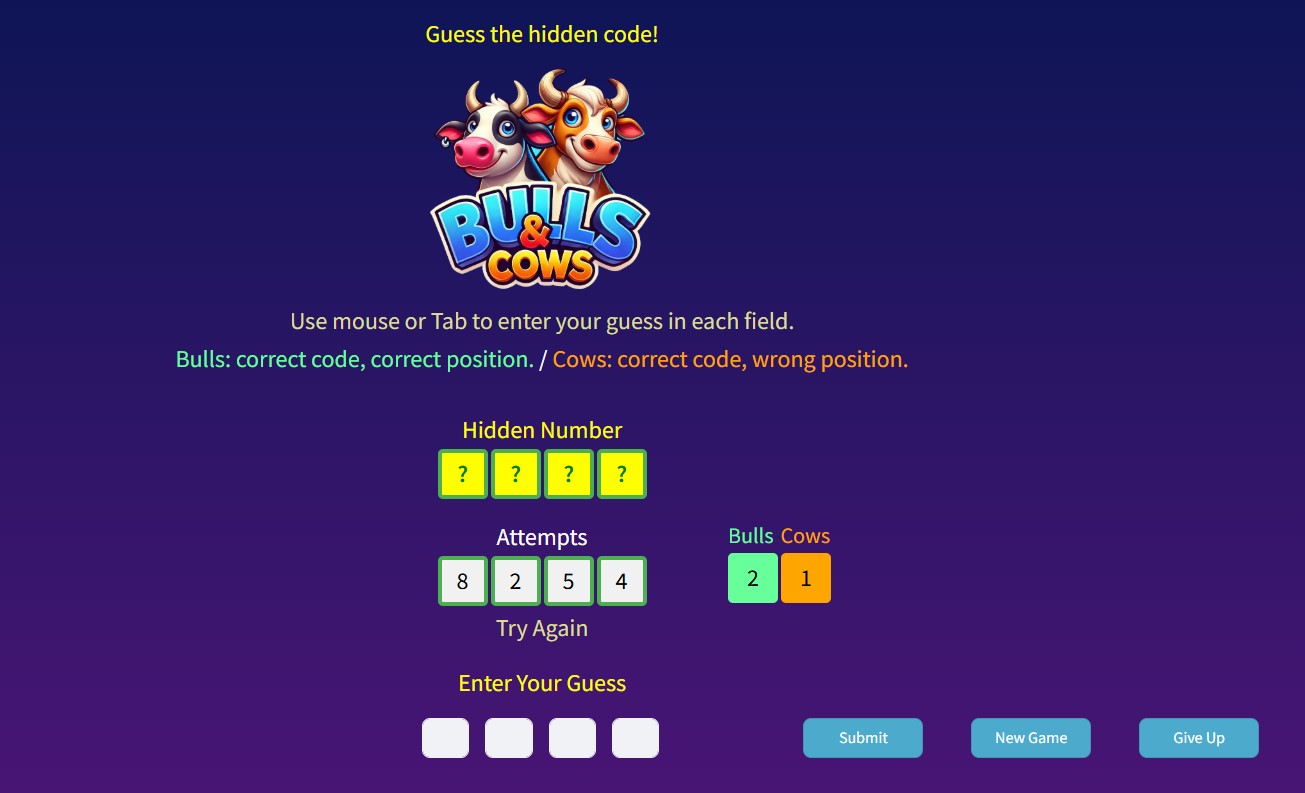 Guess the hidden code!
BULLS
&
COWS
Use mouse or Tab to enter your guess in each field.
Bulls: correct code, correct position. / Cows: correct code, wrong position.
Hidden Number
? ? ? ?
Attempts
Bulls Cows
8 2 5 4
2 1
Try Again
Enter Your Guess
Submit New Game Give Up